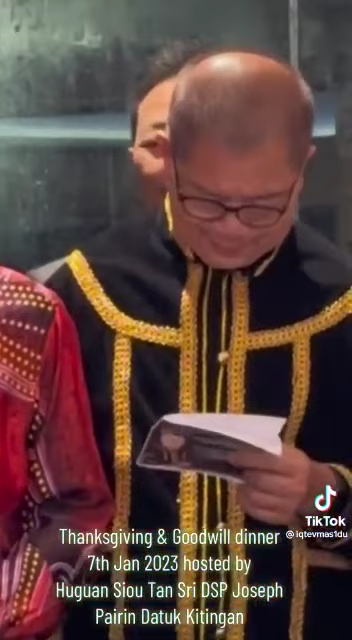 TikTok
@iqtevmas1du
Thanksgiving & Goodwill dinner
7th Jan 2023 hosted by
Huguan Siou Tan Sri DSP Joseph
Pairin Datuk Kitingan